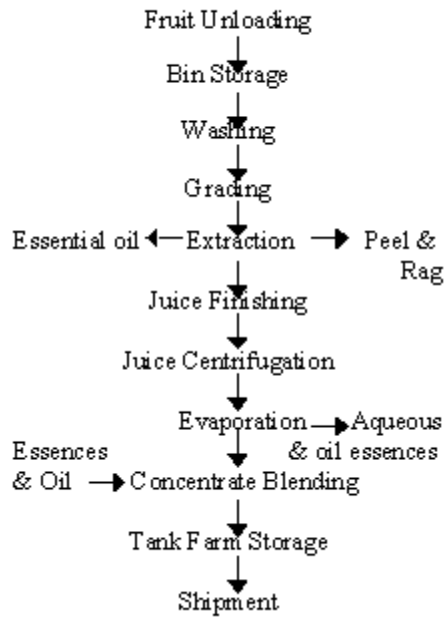 Fruit Unloading
Bin Storage
Washing
Grading
Essential oil Extraction Peel &
Rag
Juice Finishing
Juice Centrifugation
Evaporation Aqueous
Essences & oil essences
& Oil Concentrate Blending
Tank Farm Storage
Shipment